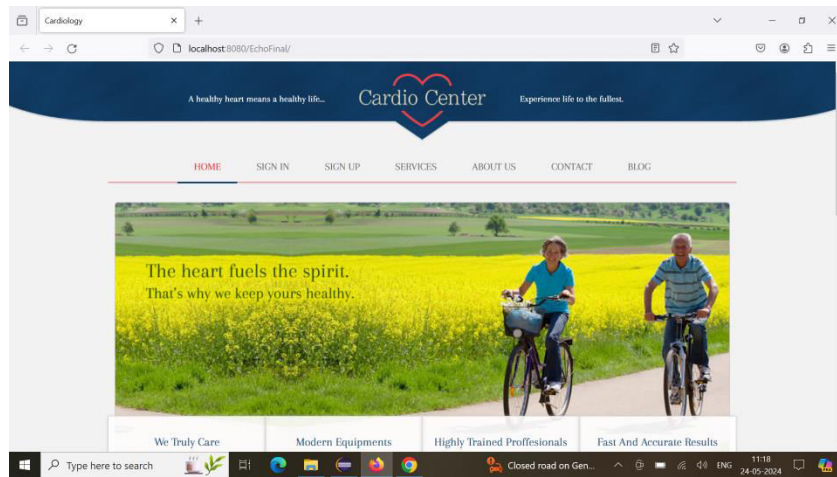 Cardiology
localhost:8080/EchoFinal/
A healthy heart means a healthy life... Cardio Center Experience life to the fullest.
HOME SIGN IN SIGN UP SERVICES ABOUT US CONTACT BLOG
The heart fuels the spirit.
That's why we keep yours healthy.
We Truly Care Modern Equipments Highly Trained Proffesionals Fast And Accurate Results
Type here to search Closed road on Gen... ENG 11:18
24-05-2024